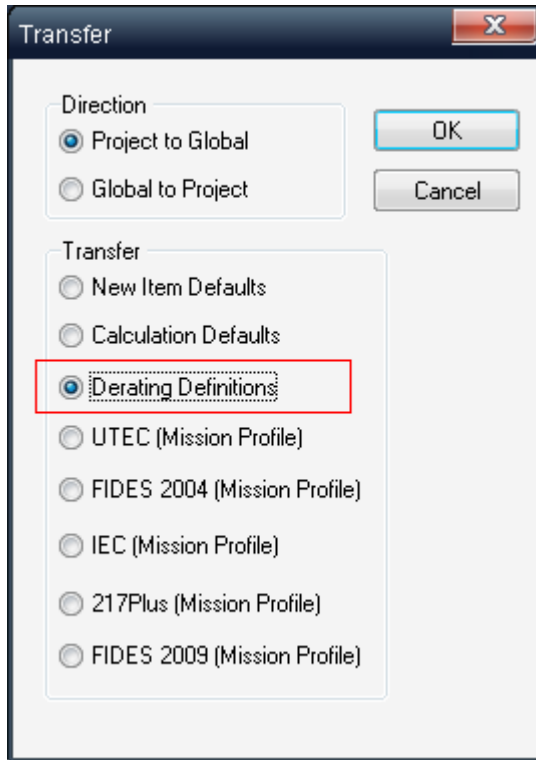 Transfer
Direction
Project to Global
Global to Project
OK
Cancel
Transfer
New Item Defaults
Calculation Defaults
Derating Definitions
UTEC (Mission Profile)
FIDES 2004 (Mission Profile)
IEC (Mission Profile)
217Plus (Mission Profile)
FIDES 2009 (Mission Profile)